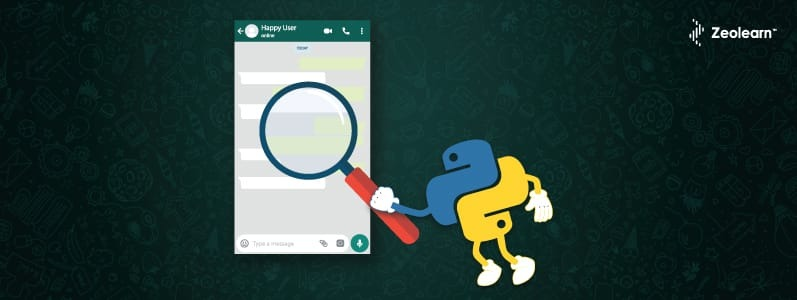 Happy User
online
TODAY
Type a message
Zeolearn™